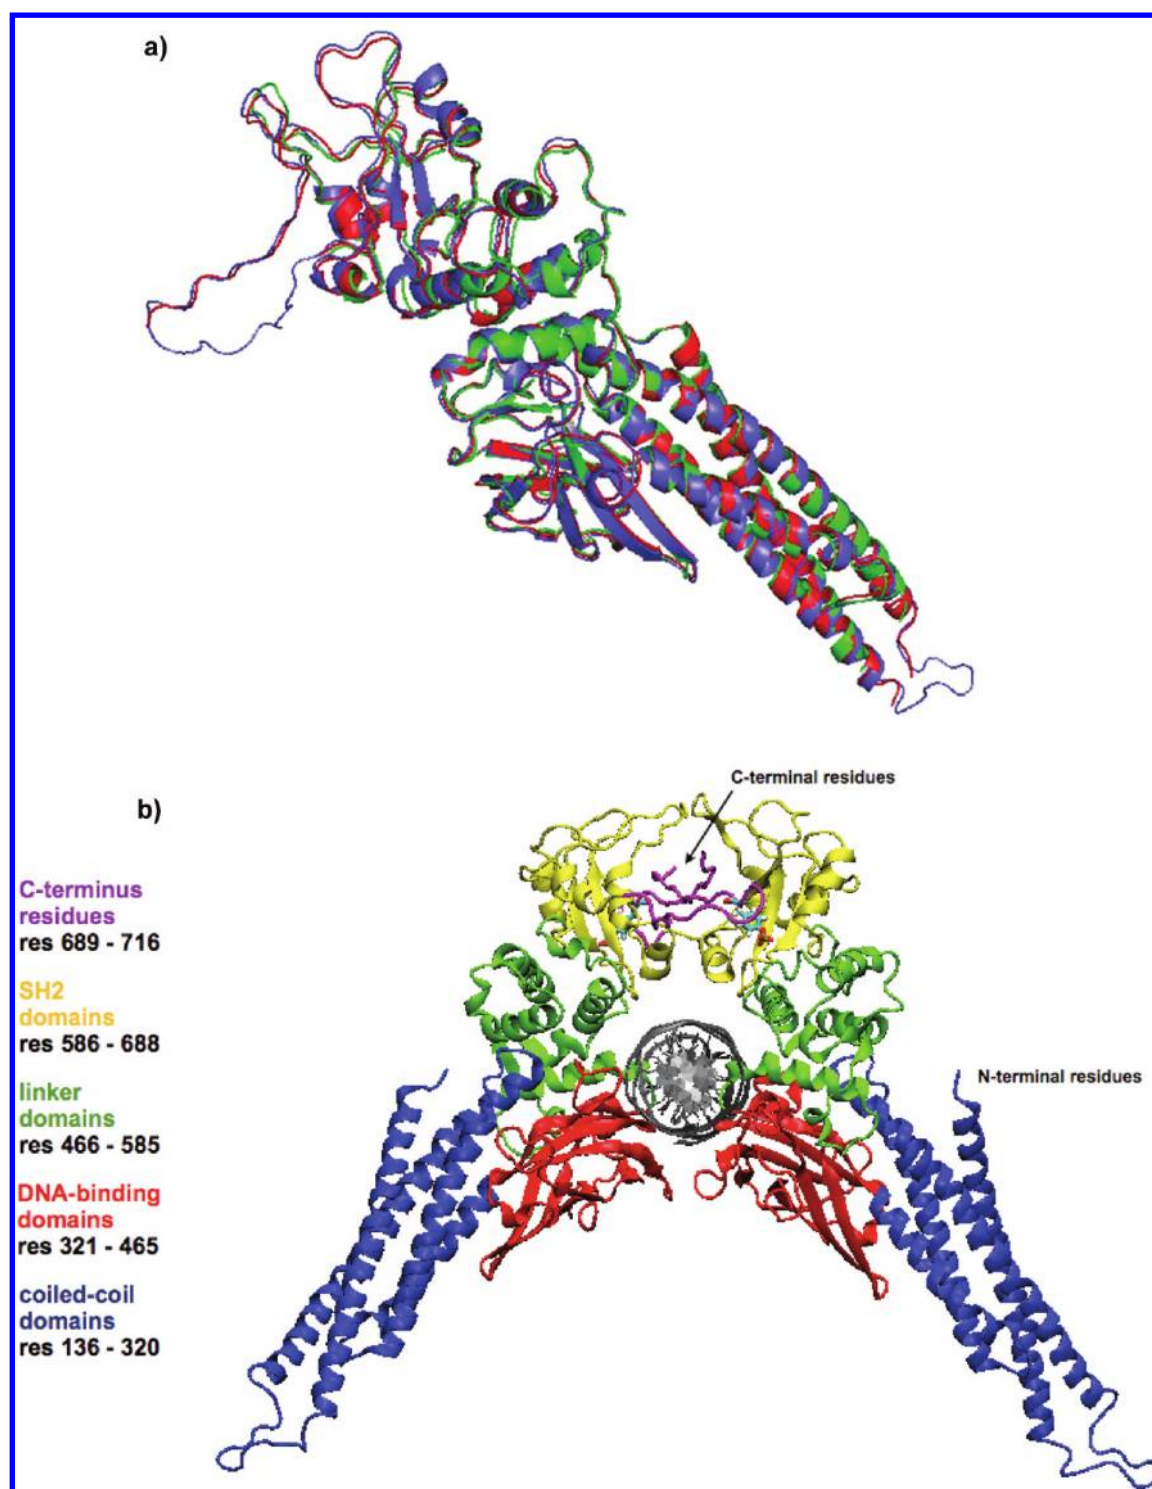 a)
C-terminal residues
b)
C-terminus
residues
res 689 - 716
SH2
domains
res 586 - 688
linker
domains
res 466 - 585
N-terminal residues
DNA-binding
domains
res 321 - 465
coiled-coil
domains
res 136 - 320